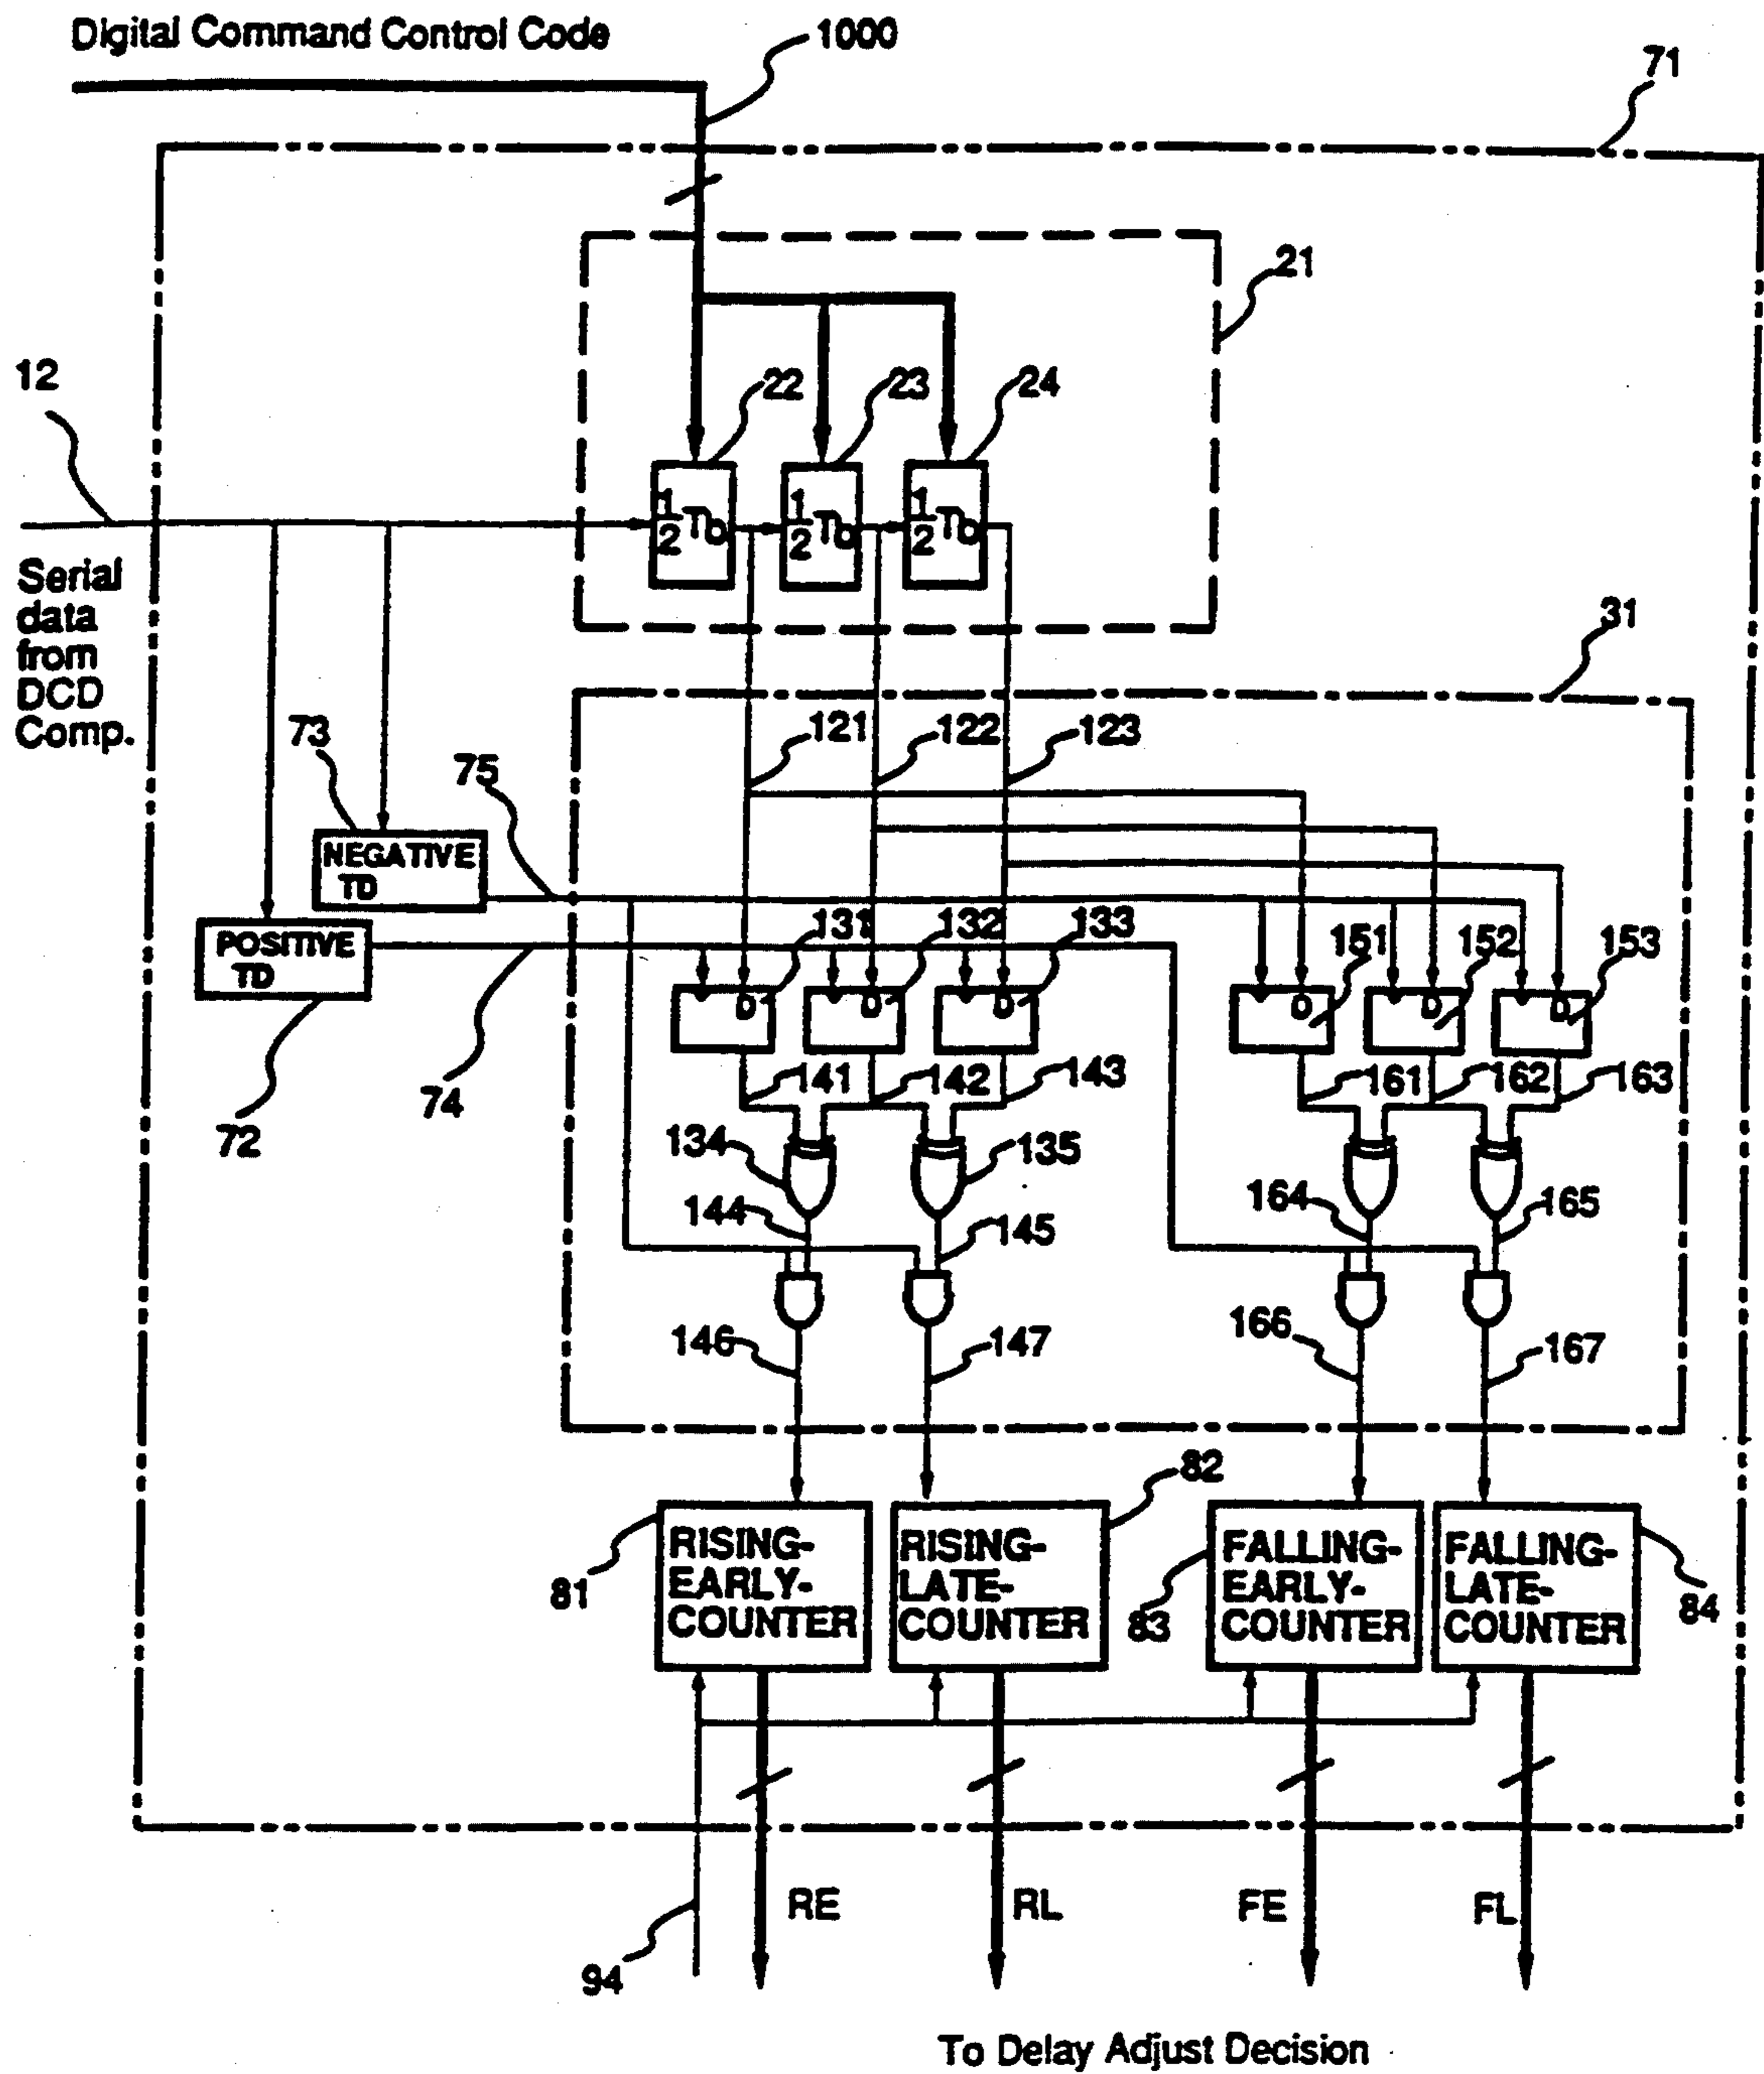 Digital Command Control Code
1000
71
21
12
22
23
24
1/2 TD
1/2 TD
1/2 TD
Serial
data
from
DCD
Comp.
31
73
75
121
122
123
NEGATIVE
TD
131
132
133
151
152
153
POSITIVE
TD
D
D
D
D
D
D
72
74
141
142
143
161
162
163
134
135
144
145
164
165
146
147
166
167
82
81
RISING-
EARLY-
COUNTER
RISING-
LATE-
COUNTER
83
FALLING-
EARLY-
COUNTER
FALLING-
LATE-
COUNTER
84
RE
RL
FE
FL
94
To Delay Adjust Decision